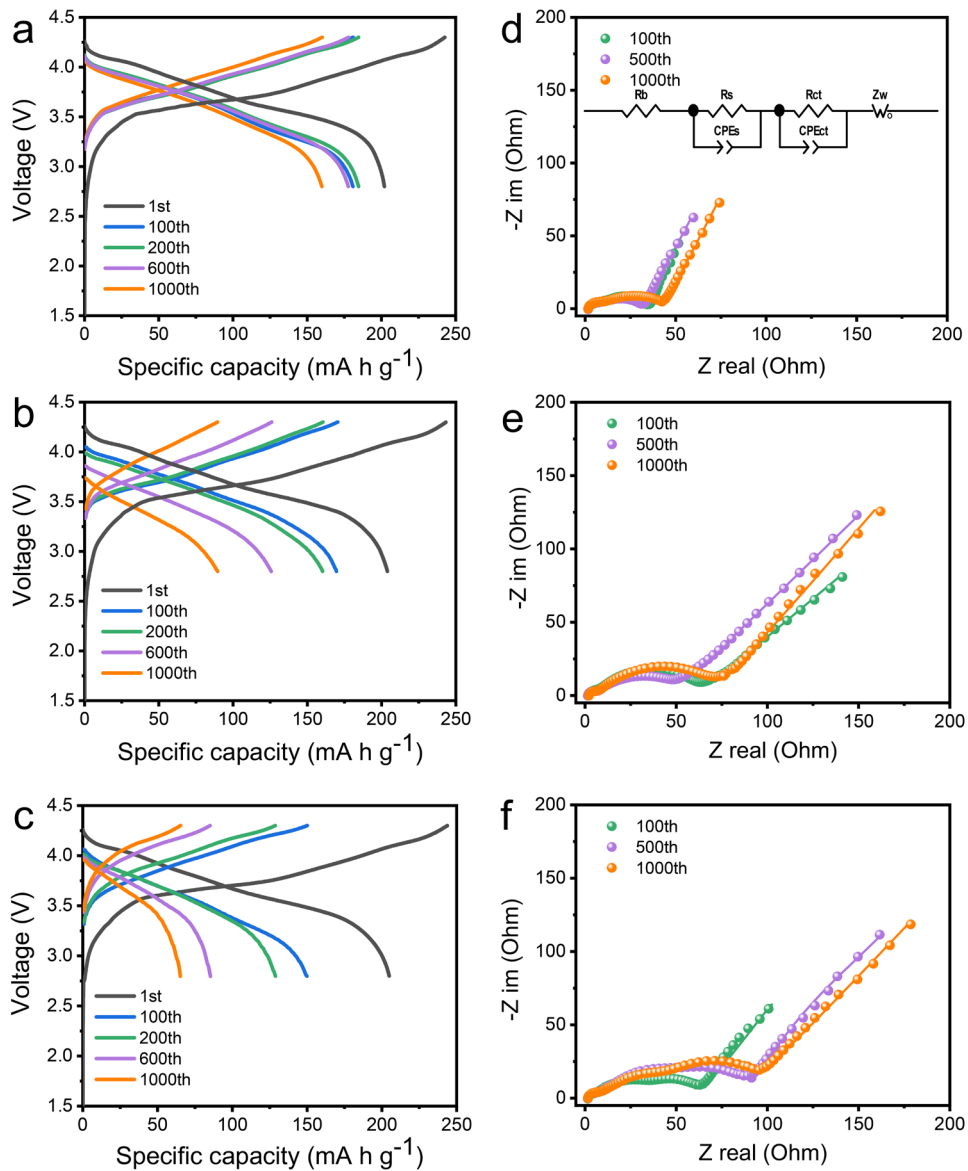 a
4.5
4.0
3.5
3.0
2.5
2.0
1.5
Voltage (V)
1st
100th
200th
600th
1000th
0 50 100 150 200 250
Specific capacity (mA h g⁻¹)
d
200
150
100
50
0
-Z im (Ohm)
100th
500th
1000th
Rb Rs Rct Zw
CPEs CPEct o
0 50 100 150 200
Z real (Ohm)
b
4.5
4.0
3.5
3.0
2.5
2.0
1.5
Voltage (V)
1st
100th
200th
600th
1000th
0 50 100 150 200 250
Specific capacity (mA h g⁻¹)
e
200
150
100
50
0
-Z im (Ohm)
100th
500th
1000th
0 50 100 150 200
Z real (Ohm)
c
4.5
4.0
3.5
3.0
2.5
2.0
1.5
Voltage (V)
1st
100th
200th
600th
1000th
0 50 100 150 200 250
Specific capacity (mA h g⁻¹)
f
200
150
100
50
0
-Z im (Ohm)
100th
500th
1000th
0 50 100 150 200
Z real (Ohm)